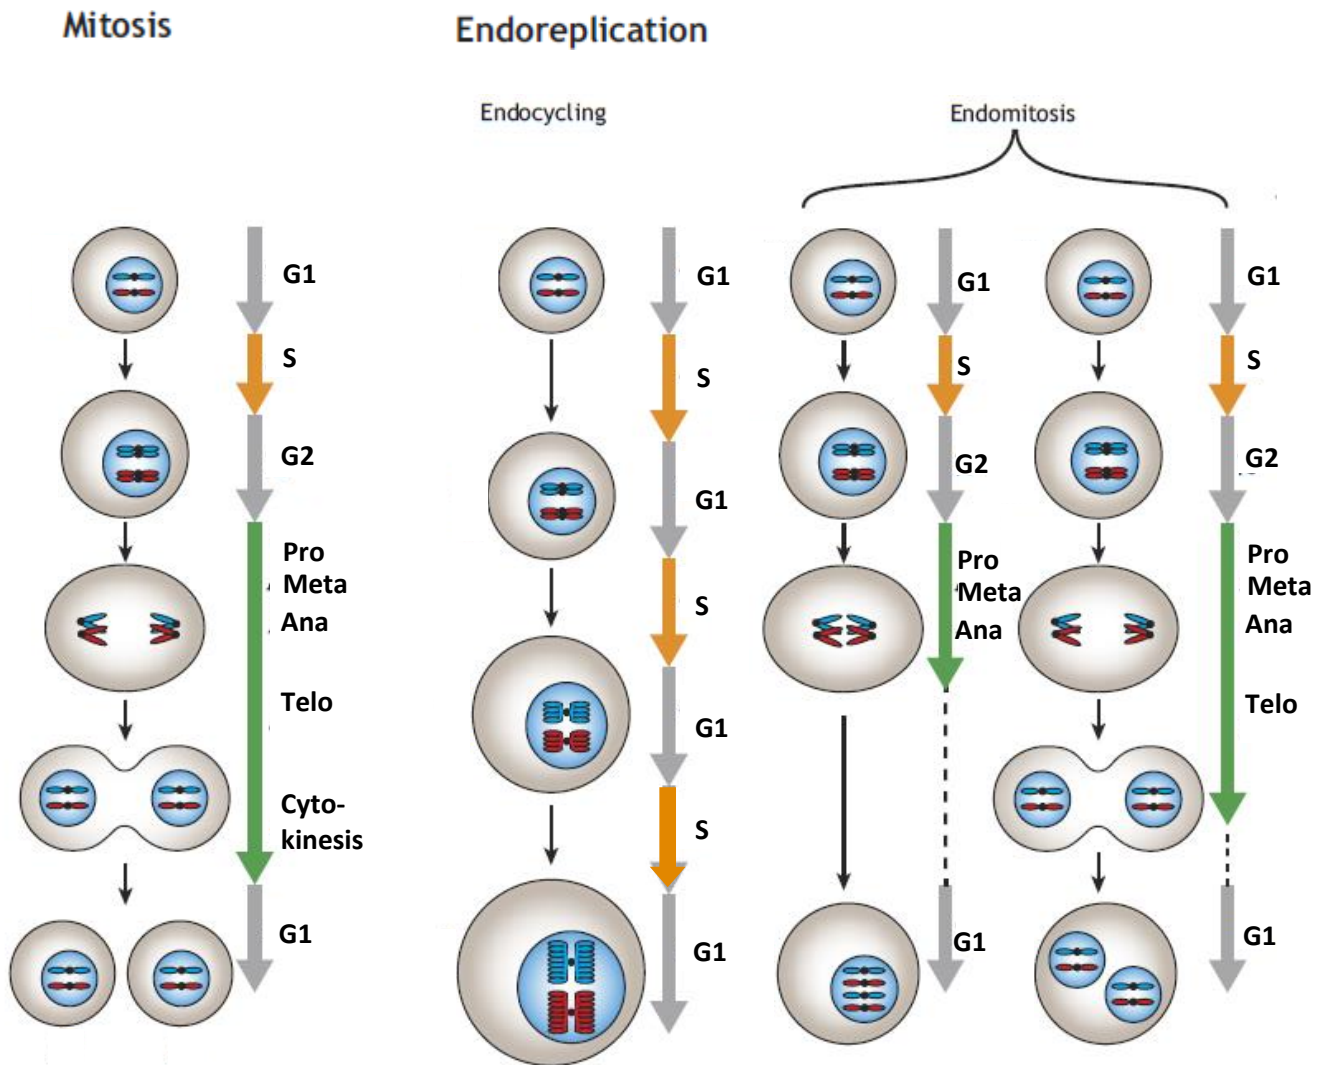 Mitosis
Endoreplication
Endocycling
Endomitosis
G1
S
G2
Pro
Meta
Ana
Telo
Cyto-
kinesis
G1
G1
S
G1
S
G1
S
G1
G1
S
G2
Pro
Meta
Ana
G1
G1
S
G2
Pro
Meta
Ana
Telo
G1